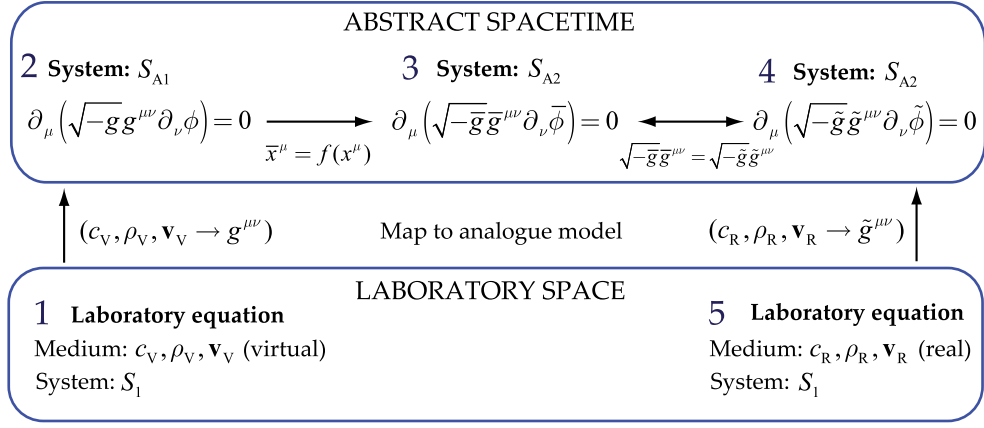 ABSTRACT SPACETIME
2 System: S_A1
∂_μ(√−g g^{μν} ∂_ν ϕ) = 0
x̄^μ = f(x^μ)
3 System: S_A2
∂_μ(√−ḡ ḡ^{μν} ∂_ν ϕ̄) = 0
√−ḡ ḡ^{μν} = √−g̃ g̃^{μν}
4 System: S_A2
∂_μ(√−g̃ g̃^{μν} ∂_ν ϕ̃) = 0
(c_V, ρ_V, v_V → g^{μν})
Map to analogue model
(c_R, ρ_R, v_R → g̃^{μν})
LABORATORY SPACE
1 Laboratory equation
Medium: c_V, ρ_V, v_V (virtual)
System: S_1
5 Laboratory equation
Medium: c_R, ρ_R, v_R (real)
System: S_1